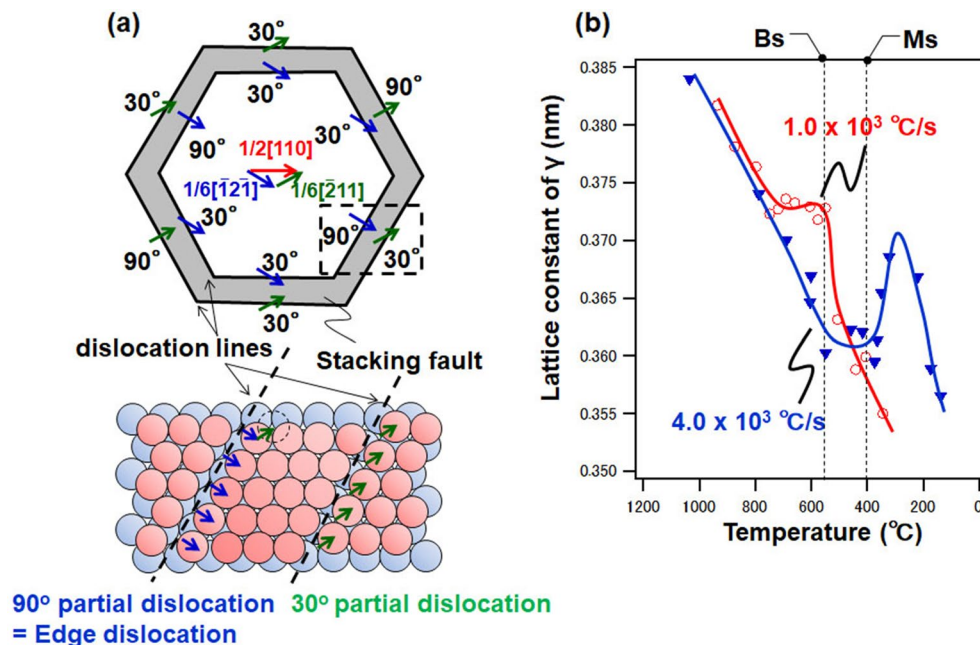 (a)
30°
30°
30°
90°
30°
30°
90°
1/2[110]
1/6[1̄21̄]
1/6[2̄11]
30°
90°
30°
90°
30°
30°
dislocation lines
Stacking fault
90° partial dislocation
= Edge dislocation
30° partial dislocation
(b)
Bs
Ms
0.385
0.380
0.375
0.370
0.365
0.360
0.355
0.350
Lattice constant of γ (nm)
1.0 x 10³ °C/s
4.0 x 10³ °C/s
1200
1000
800
600
400
200
0
Temperature (°C)